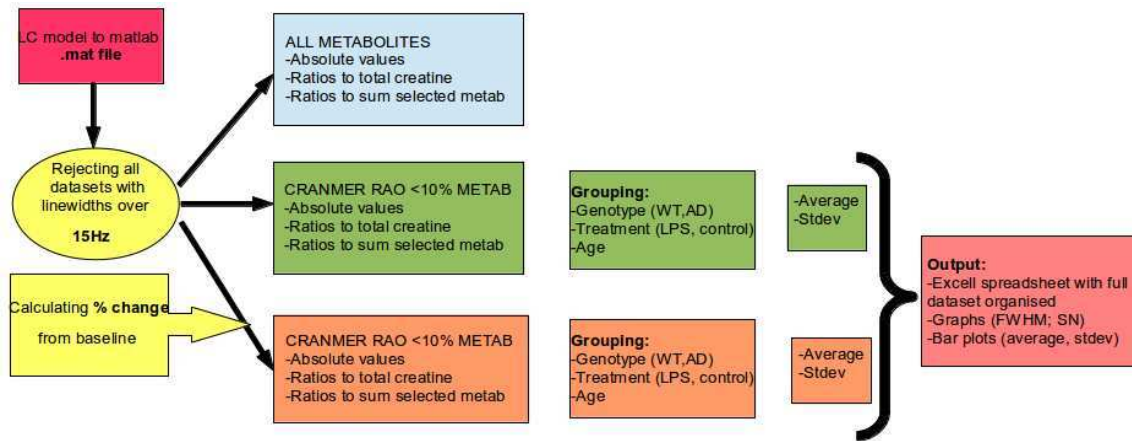 LC model to matlab
.mat file
Rejecting all
datasets with
linewidths over
15Hz
Calculating % change
from baseline
ALL METABOLITES
-Absolute values
-Ratios to total creatine
-Ratios to sum selected metab
CRANMER RAO <10% METAB
-Absolute values
-Ratios to total creatine
-Ratios to sum selected metab
Grouping:
-Genotype (WT,AD)
-Treatment (LPS, control)
-Age
-Average
-Stdev
CRANMER RAO <10% METAB
-Absolute values
-Ratios to total creatine
-Ratios to sum selected metab
Grouping:
-Genotype (WT,AD)
-Treatment (LPS, control)
-Age
-Average
-Stdev
Output:
-Excell spreadsheet with full
dataset organised
-Graphs (FWHM; SN)
-Bar plots (average, stdev)